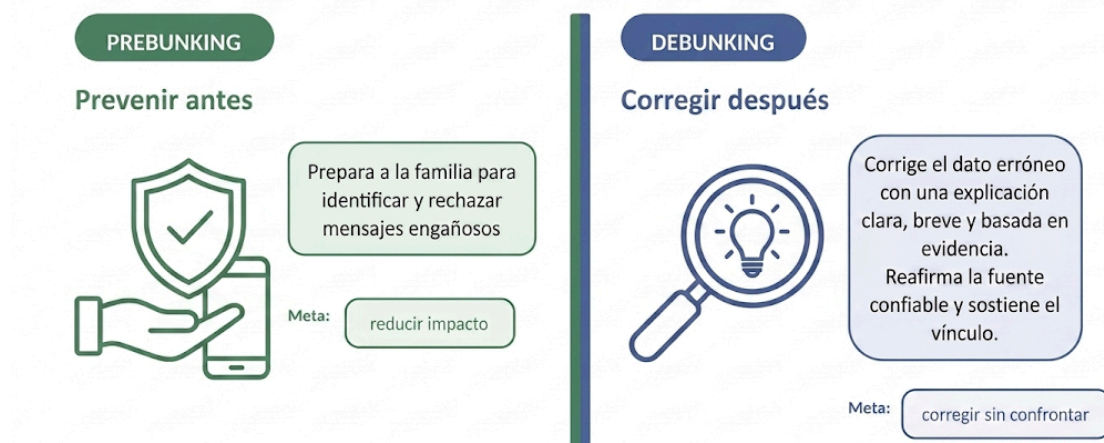 PREBUNKING
Prevenir antes
Prepara a la familia para
identificar y rechazar
mensajes engañosos
Meta:
reducir impacto
DEBUNKING
Corregir después
Corrige el dato erróneo
con una explicación
clara, breve y basada en
evidencia.
Reafirma la fuente
confiable y sostiene el
vínculo.
Meta:
corregir sin confrontar